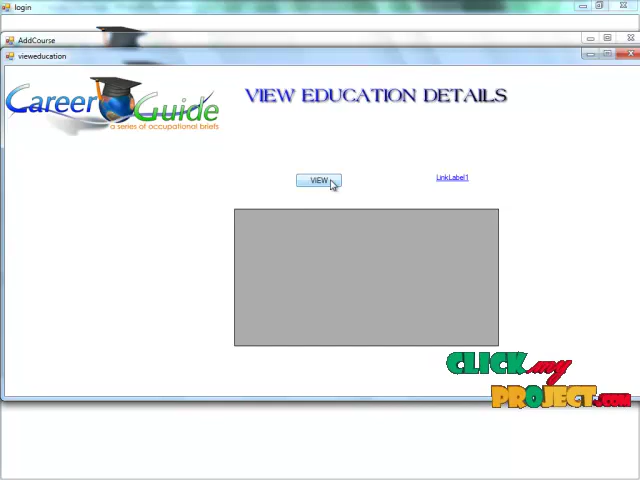 login
AddCourse
vieweducation
Career Guide
a series of occupational briefs
VIEW EDUCATION DETAILS
VIEW
LinkLabel1
CLICK my
PROJECT.COM